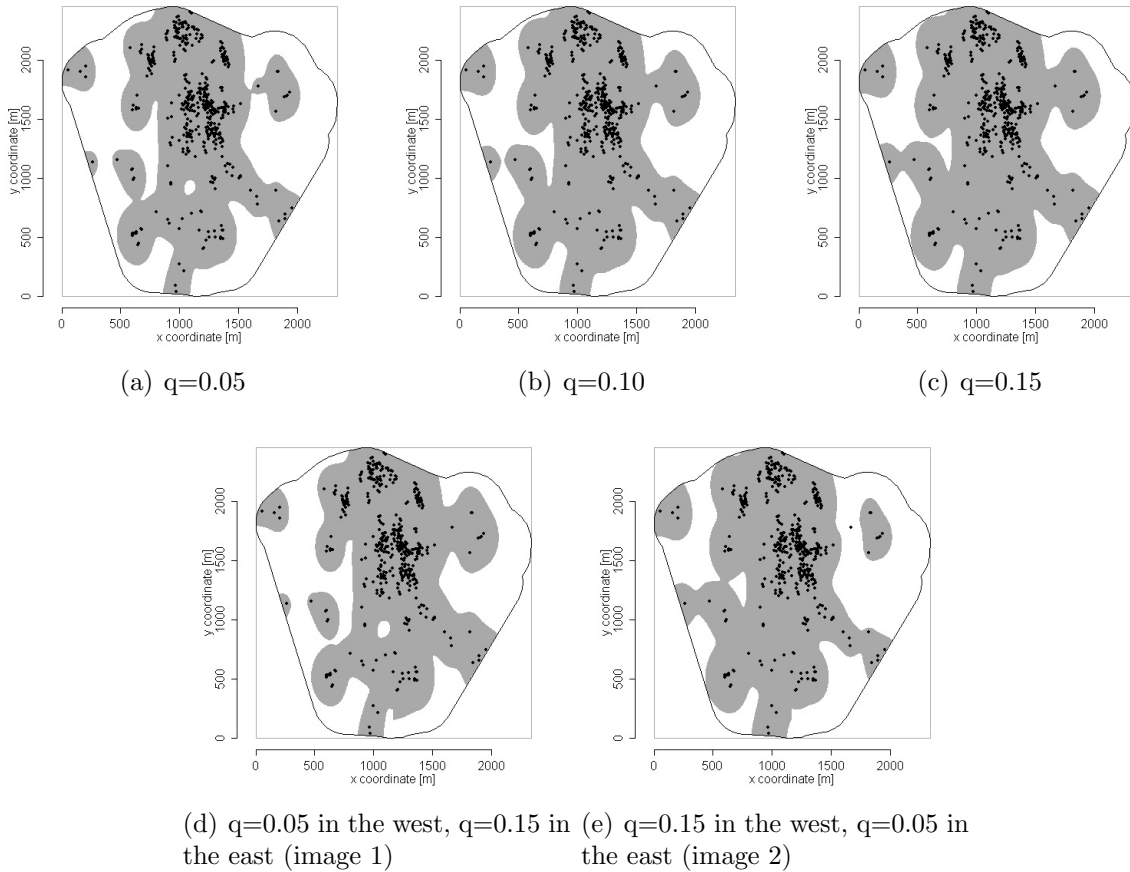 y coordinate [m]
0 500 1000 1500 2000
0 500 1000 1500 2000
x coordinate [m]
(a) q=0.05
y coordinate [m]
0 500 1000 1500 2000
0 500 1000 1500 2000
x coordinate [m]
(b) q=0.10
y coordinate [m]
0 500 1000 1500 2000
0 500 1000 1500 2000
x coordinate [m]
(c) q=0.15
y coordinate [m]
0 500 1000 1500 2000
0 500 1000 1500 2000
x coordinate [m]
(d) q=0.05 in the west, q=0.15 in
the east (image 1)
y coordinate [m]
0 500 1000 1500 2000
0 500 1000 1500 2000
x coordinate [m]
(e) q=0.15 in the west, q=0.05 in
the east (image 2)